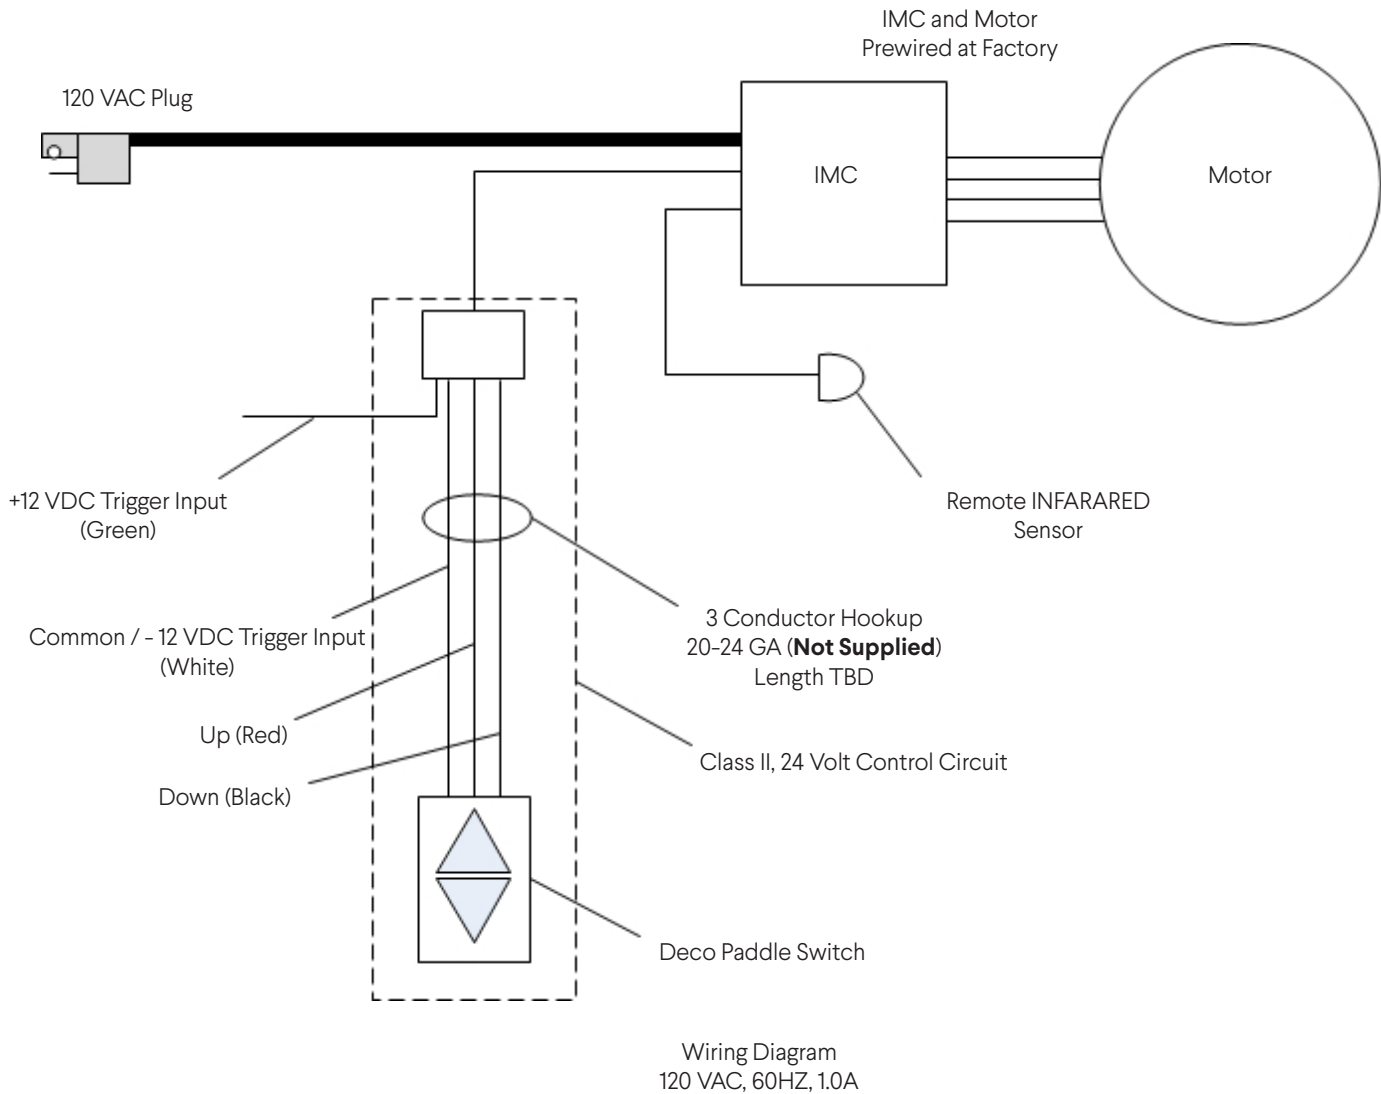 IMC and Motor
Prewired at Factory
120 VAC Plug
IMC
Motor
+12 VDC Trigger Input
(Green)
Remote INFARARED
Sensor
3 Conductor Hookup
20-24 GA (Not Supplied)
Length TBD
Common / - 12 VDC Trigger Input
(White)
Up (Red)
Class II, 24 Volt Control Circuit
Down (Black)
Deco Paddle Switch
Wiring Diagram
120 VAC, 60HZ, 1.0A